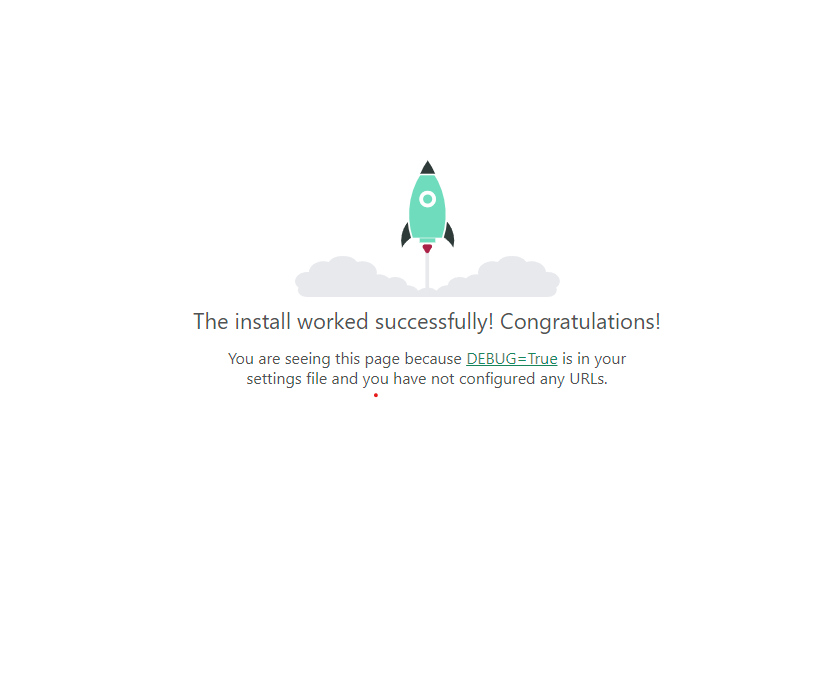 The install worked successfully! Congratulations!
You are seeing this page because DEBUG=True is in your
settings file and you have not configured any URLs.